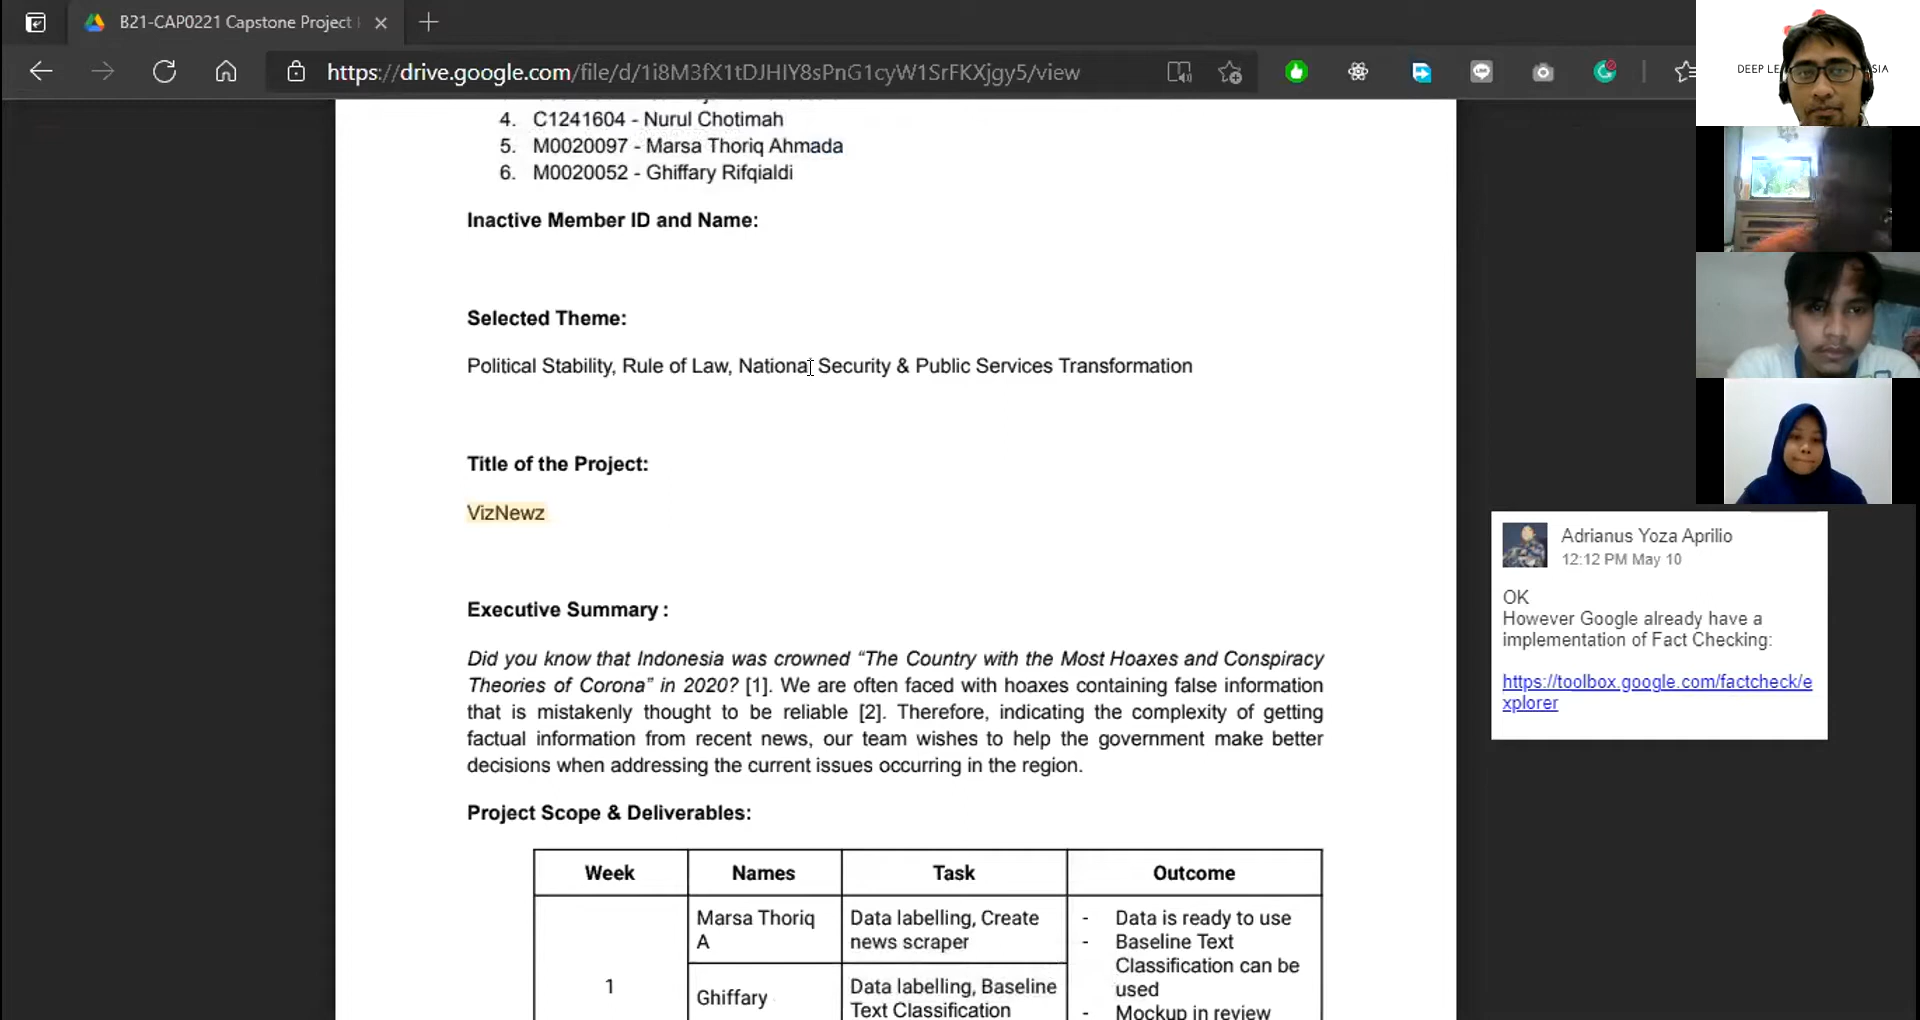 B21-CAP0221 Capstone Project
https://drive.google.com/file/d/1i8M3fX1tDJHIY8sPnG1cyW1SrFKXjgy5/view
4. C1241604 - Nurul Chotimah
5. M0020097 - Marsa Thoriq Ahmada
6. M0020052 - Ghiffary Rifqialdi
Inactive Member ID and Name:
Selected Theme:
Political Stability, Rule of Law, National Security & Public Services Transformation
Title of the Project:
VizNewz
Executive Summary :
Did you know that Indonesia was crowned “The Country with the Most Hoaxes and Conspiracy
Theories of Corona” in 2020? [1]. We are often faced with hoaxes containing false information
that is mistakenly thought to be reliable [2]. Therefore, indicating the complexity of getting
factual information from recent news, our team wishes to help the government make better
decisions when addressing the current issues occurring in the region.
Project Scope & Deliverables:
Week Names Task Outcome
1
Marsa Thoriq
A
Data labelling, Create
news scraper
Ghiffary
Data labelling, Baseline
Text Classification
- Data is ready to use
- Baseline Text
Classification can be
used
- Mockup in review
DEEP LE
SIA
Adrianus Yoza Aprilio
12:12 PM May 10
OK
However Google already have a
implementation of Fact Checking:
https://toolbox.google.com/factcheck/e
xplorer